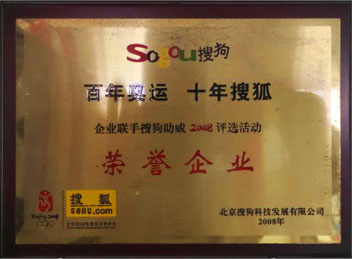 Sogou搜狗
百年奥运 十年搜狐
企业联手搜狗助威2008评选活动
荣誉企业
Beijing 2008
搜狐
SOHU.com
北京搜狗科技发展有限公司
2008年